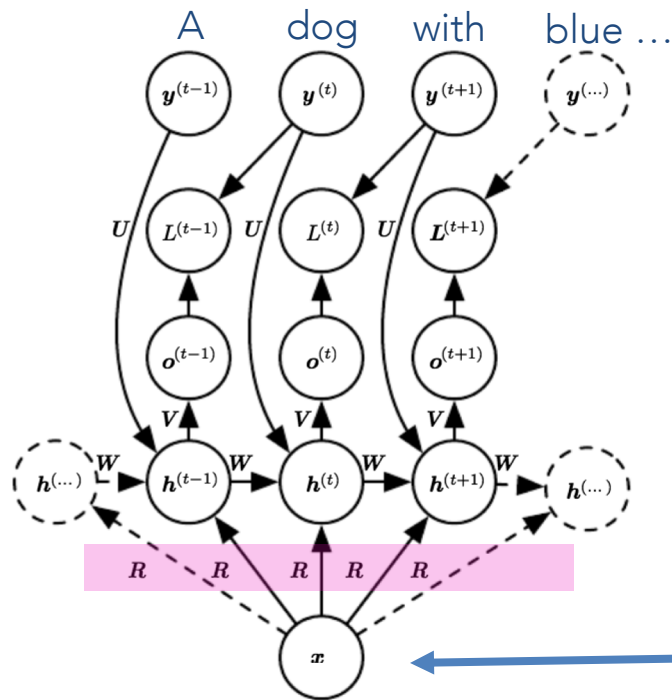 A dog with blue ...
y^(t−1) y^(t) y^(t+1) y^(...)
U L^(t−1) U L^(t) U L^(t+1)
o^(t−1) o^(t) o^(t+1)
V V V
W W W W
h^(...) h^(t−1) h^(t) h^(t+1) h^(...)
R R R R R
x